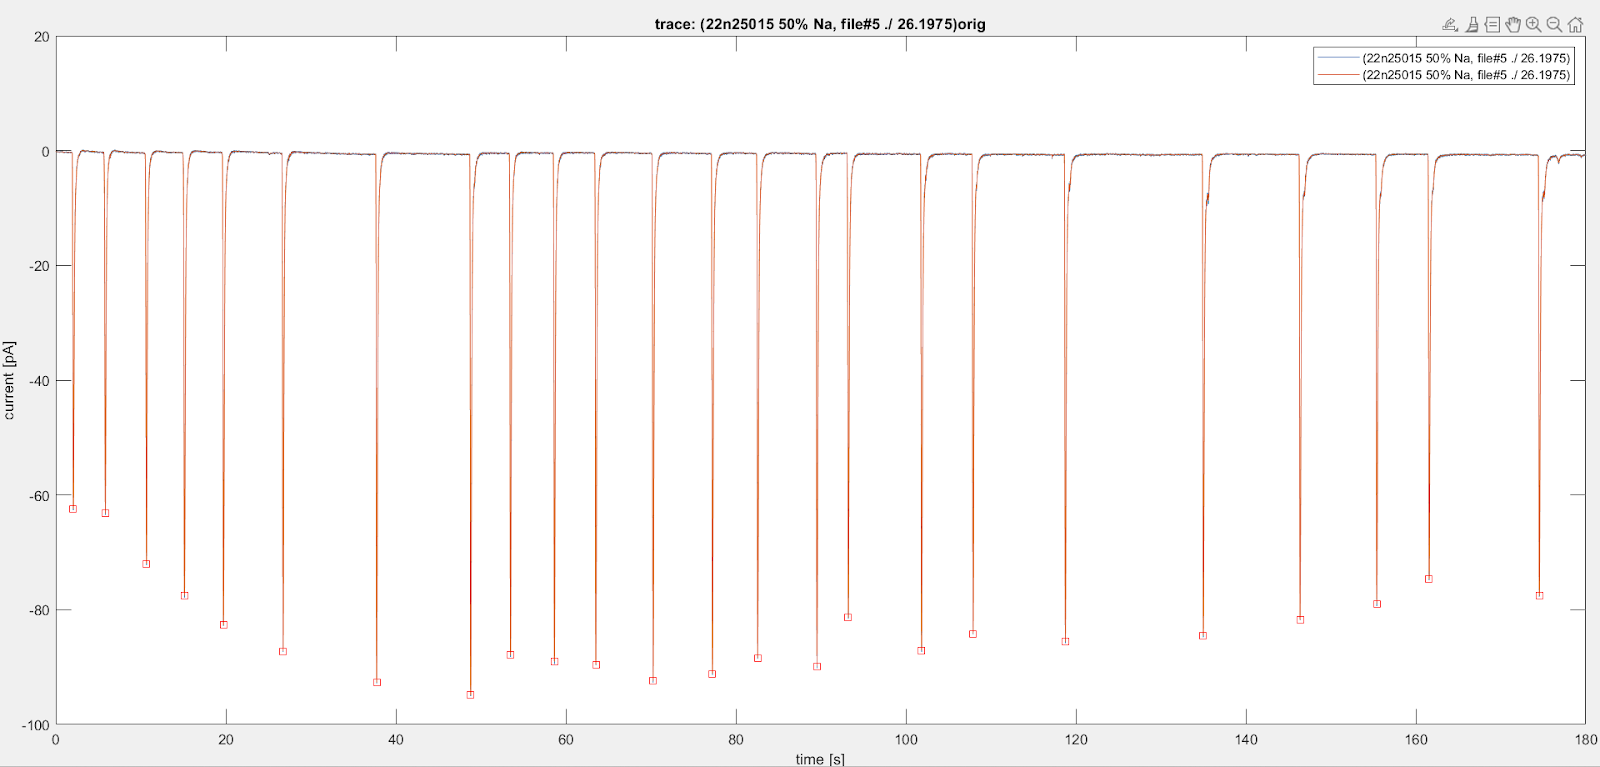 trace: (22n25015 50% Na, file#5 ./ 26.1975)orig
(22n25015 50% Na, file#5 ./ 26.1975)
(22n25015 50% Na, file#5 ./ 26.1975)
20
0
-20
-40
-60
-80
-100
current [pA]
0 20 40 60 80 100 120 140 160 180
time [s]